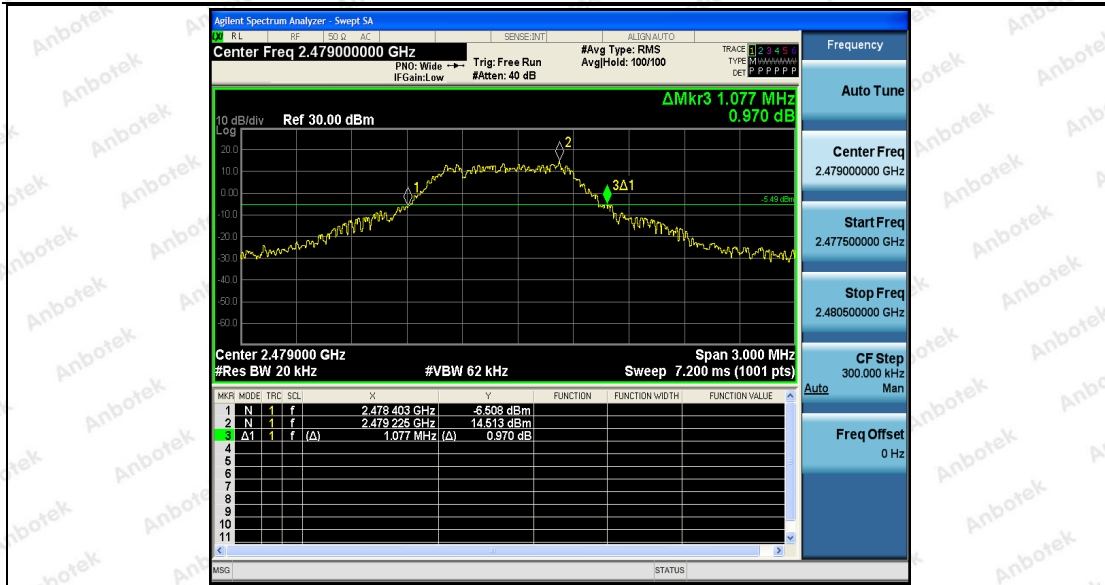 Agilent Spectrum Analyzer - Swept SA
RL RF 50 Ω AC SENSE:INT ALIGNAUTO
Center Freq 2.479000000 GHz
PNO: Wide
IFGain:Low
Trig: Free Run
#Atten: 40 dB
#Avg Type: RMS
Avg|Hold: 100/100
TRACE 1 2 3 4 5 6
TYPE M
DET P P P P P P
ΔMkr3 1.077 MHz
0.970 dB
10 dB/div Ref 30.00 dBm
Log
20.0
10.0
0.00
-10.0
-20.0
-30.0
-40.0
-50.0
-60.0
1
2
3Δ1
-5.49 dBm
Center 2.479000 GHz Span 3.000 MHz
#Res BW 20 kHz #VBW 62 kHz Sweep 7.200 ms (1001 pts)
MKR MODE TRC SCL X Y FUNCTION FUNCTION WIDTH FUNCTION VALUE
1 N 1 f 2.478 403 GHz -6.508 dBm
2 N 1 f 2.479 225 GHz 14.513 dBm
3 Δ1 1 f (Δ) 1.077 MHz (Δ) 0.970 dB
4
5
6
7
8
9
10
11
MSG STATUS
Frequency
Auto Tune
Center Freq
2.479000000 GHz
Start Freq
2.477500000 GHz
Stop Freq
2.480500000 GHz
CF Step
300.000 kHz
Auto Man
Freq Offset
0 Hz
Anbotek